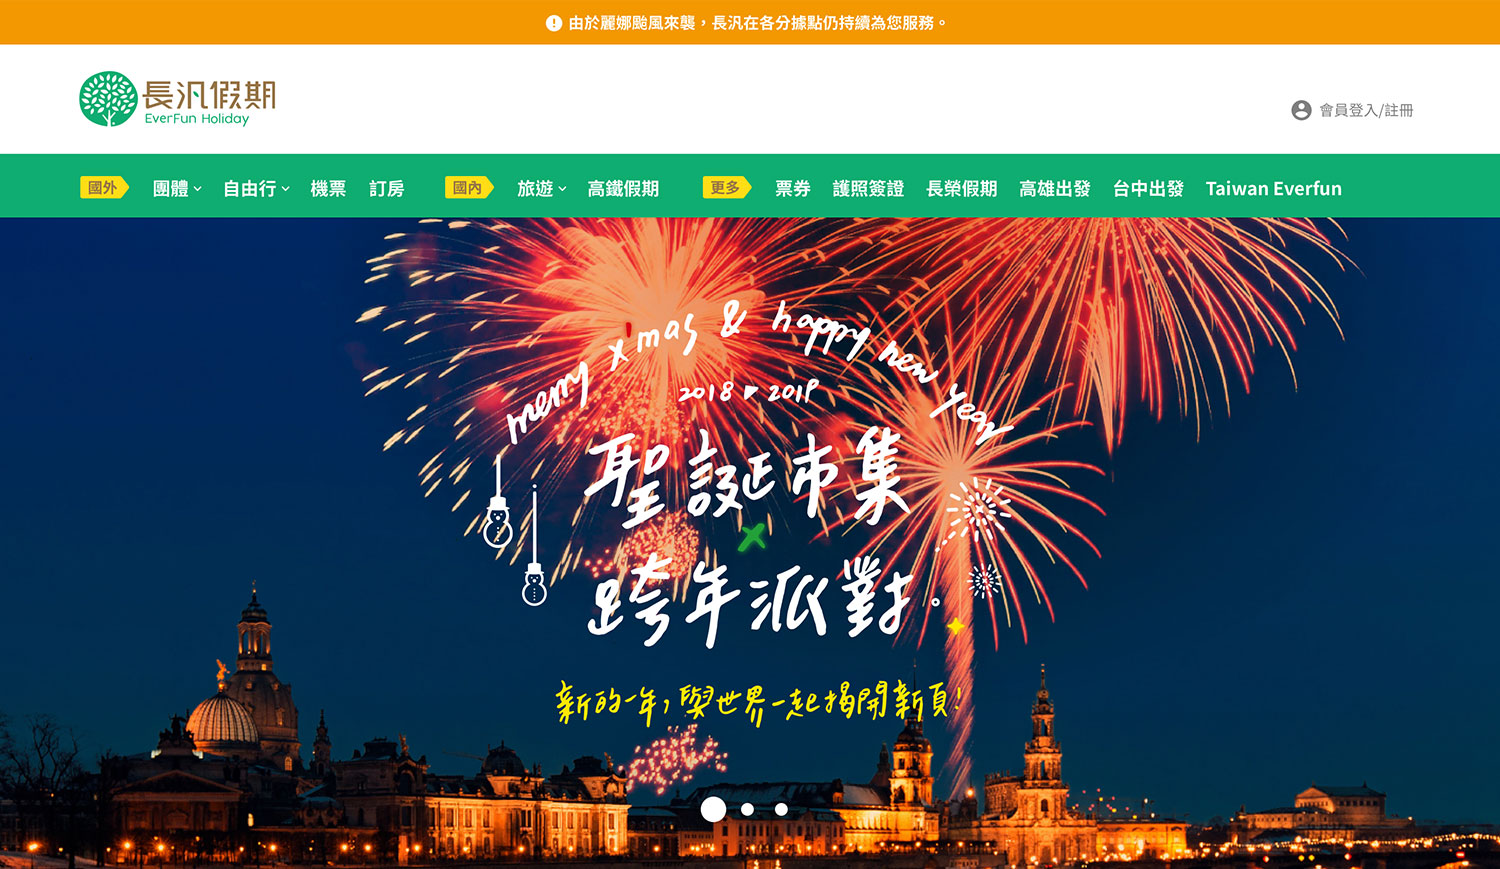 由於麗娜颱風來襲，長汎在各分據點仍持續為您服務。
長汎假期
EverFun Holiday
會員登入/註冊
國外 團體 自由行 機票 訂房 國內 旅遊 高鐵假期 更多 票券 護照簽證 長榮假期 高雄出發 台中出發 Taiwan Everfun
merry x'mas & happy new year
2018 ▶ 2019
聖誕市集
x
跨年派對。
新的一年，與世界一起揭開新頁！